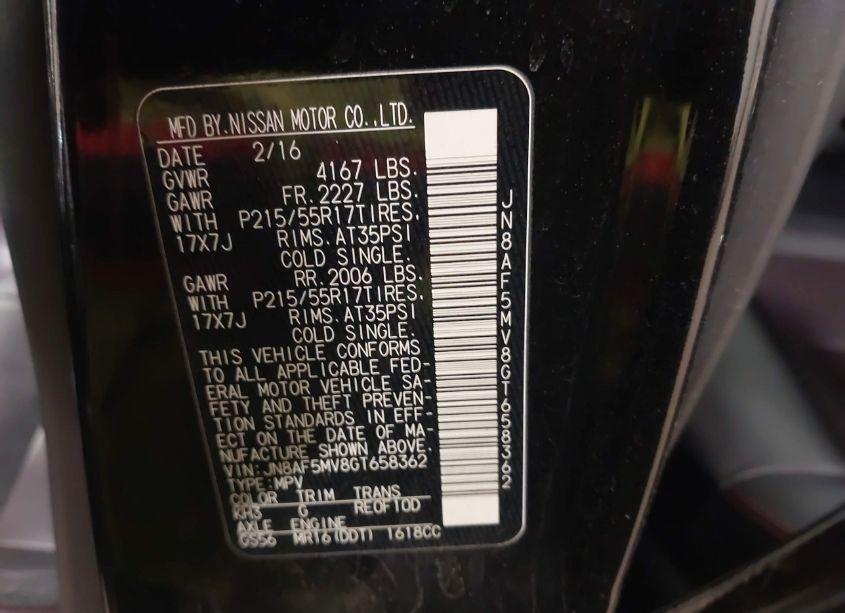 MFD BY.NISSAN MOTOR CO.,LTD.
DATE 2/16
GVWR 4167 LBS.
GAWR FR.2227 LBS.
WITH P215/55R17TIRES.
17X7J RIMS.AT35PSI
COLD SINGLE.
GAWR RR.2006 LBS.
WITH P215/55R17TIRES.
17X7J RIMS.AT35PSI
COLD SINGLE.
THIS VEHICLE CONFORMS
TO ALL APPLICABLE FED-
ERAL MOTOR VEHICLE SA-
FETY AND THEFT PREVEN-
TION STANDARDS IN EFF-
ECT ON THE DATE OF MA-
NUFACTURE SHOWN ABOVE.
VIN:JN8AF5MV8GT658362
TYPE:MPV
COLOR TRIM TRANS
KH3 G RE0F10D
AXLE ENGINE
GS56 MR16(DDT) 1618CC
JN8AF5MV8GT658362